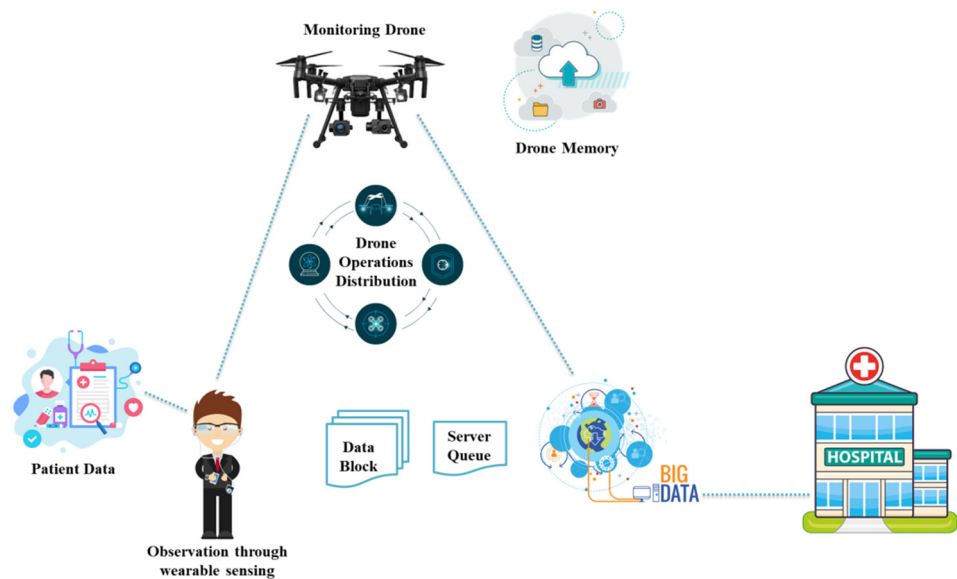 Monitoring Drone
Drone Memory
Drone
Operations
Distribution
Patient Data
Data
Block
Server
Queue
BIG
DATA
HOSPITAL
Observation through
wearable sensing